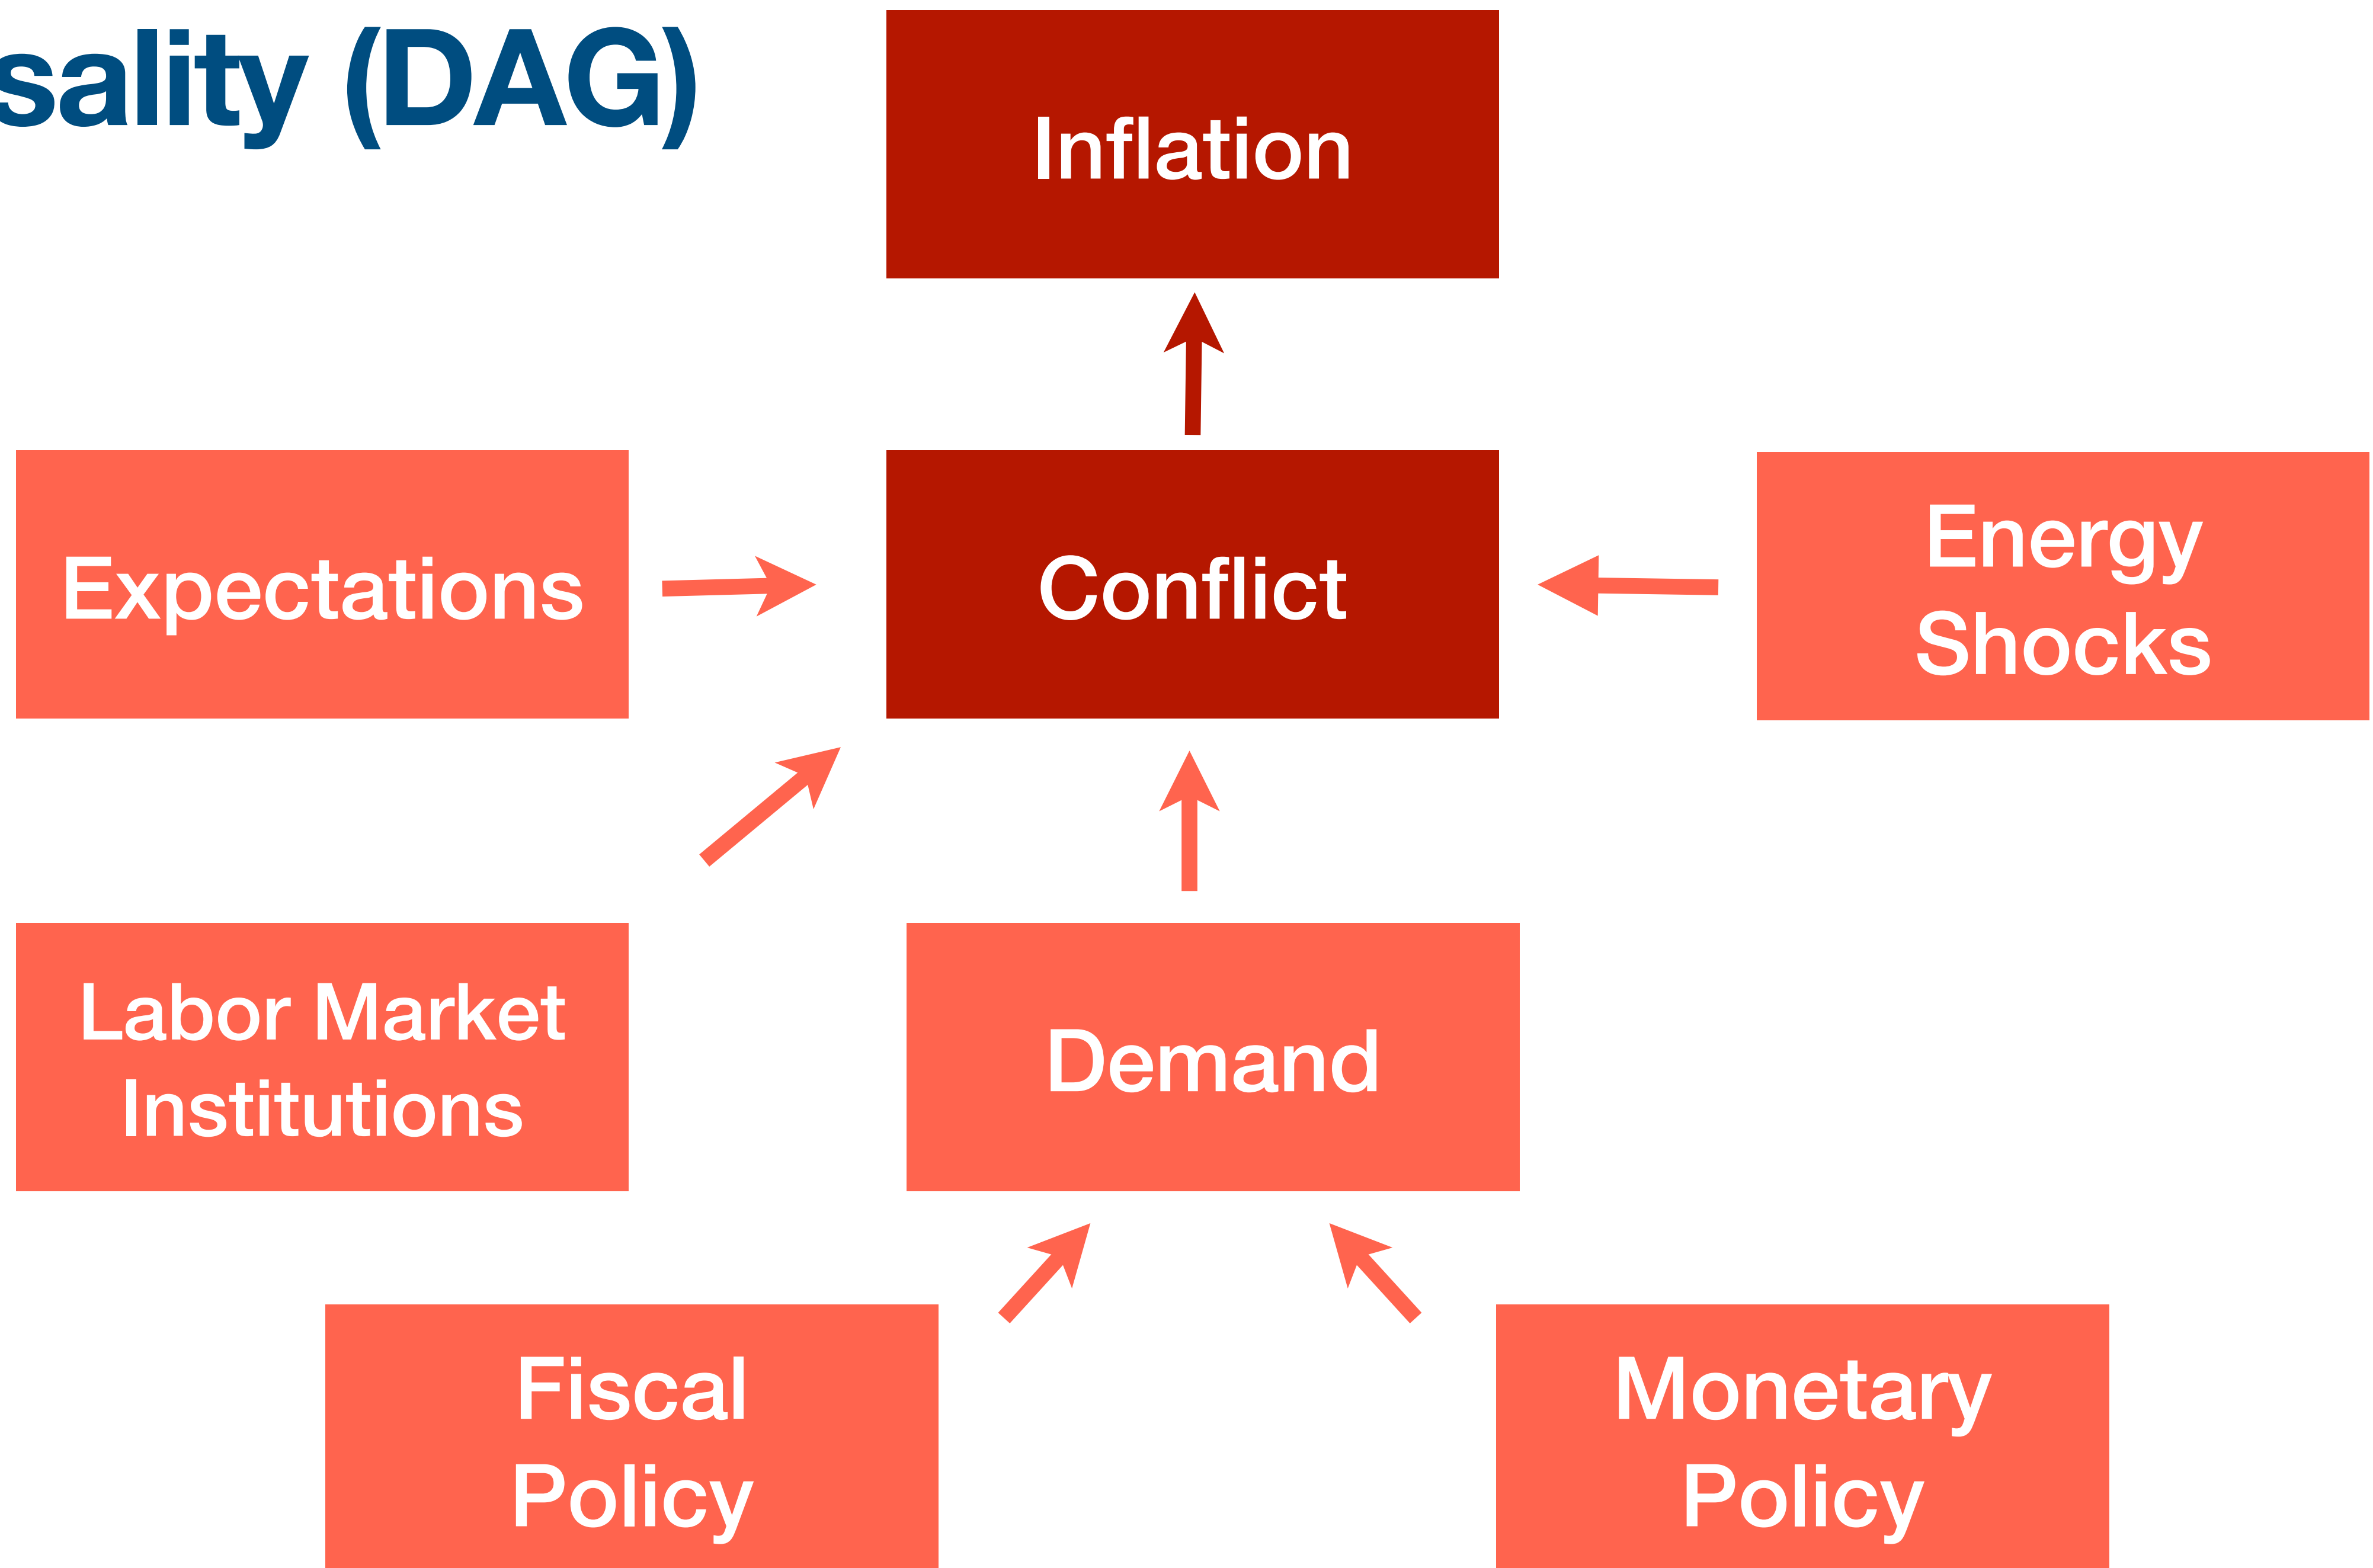 sality (DAG)
Inflation
Expectations
Conflict
Energy
Shocks
Labor Market
Institutions
Demand
Fiscal
Policy
Monetary
Policy